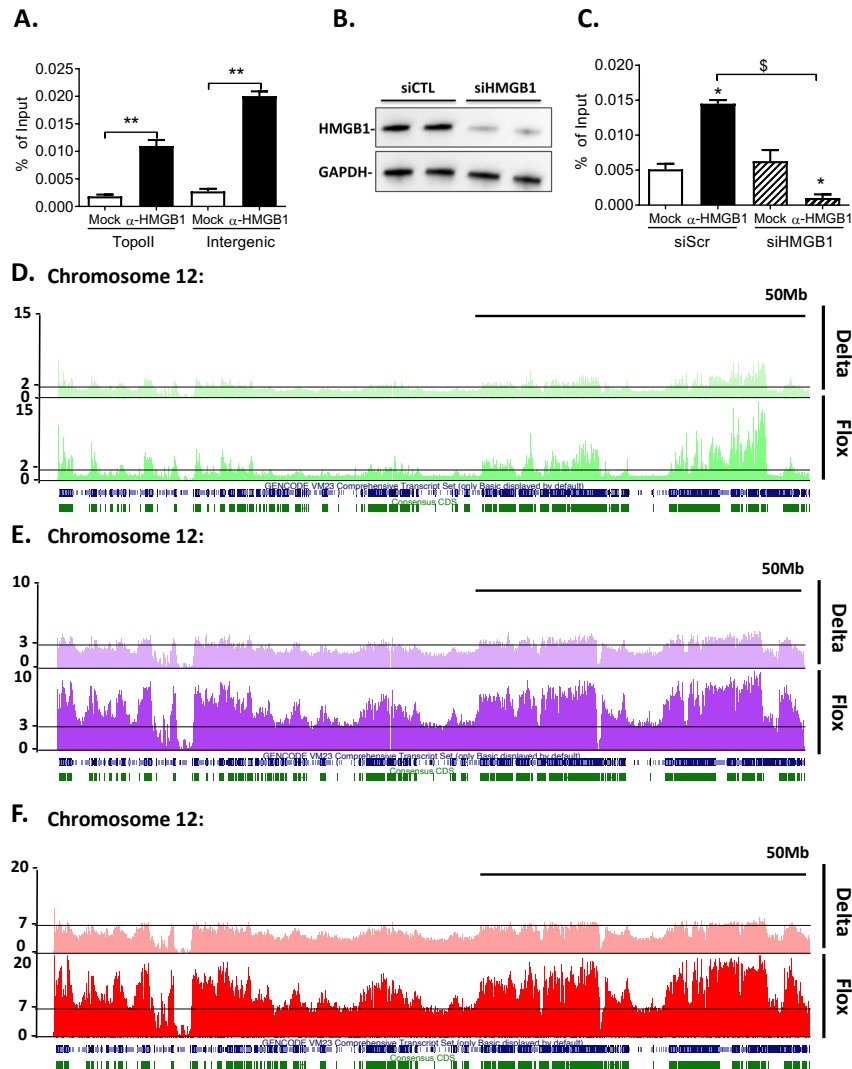 A.
B.
C.
% of Input
0.025
0.020
0.015
0.010
0.005
0.000
**
**
Mock α-HMGB1 Mock α-HMGB1
TopoII Intergenic
siCTL siHMGB1
HMGB1-
GAPDH-
% of Input
0.015
0.010
0.005
0.000
$
*
*
Mock α-HMGB1 Mock α-HMGB1
siScr siHMGB1
D. Chromosome 12:
50Mb
15
2
0
Delta
15
2
0
Flox
GENCODE VM23 Comprehensive Transcript Set (only Basic displayed by default)
Consensus CDS
E. Chromosome 12:
50Mb
10
3
0
Delta
10
3
0
Flox
GENCODE VM23 Comprehensive Transcript Set (only Basic displayed by default)
Consensus CDS
F. Chromosome 12:
50Mb
20
7
0
Delta
20
7
0
Flox
GENCODE VM23 Comprehensive Transcript Set (only Basic displayed by default)
Consensus CDS